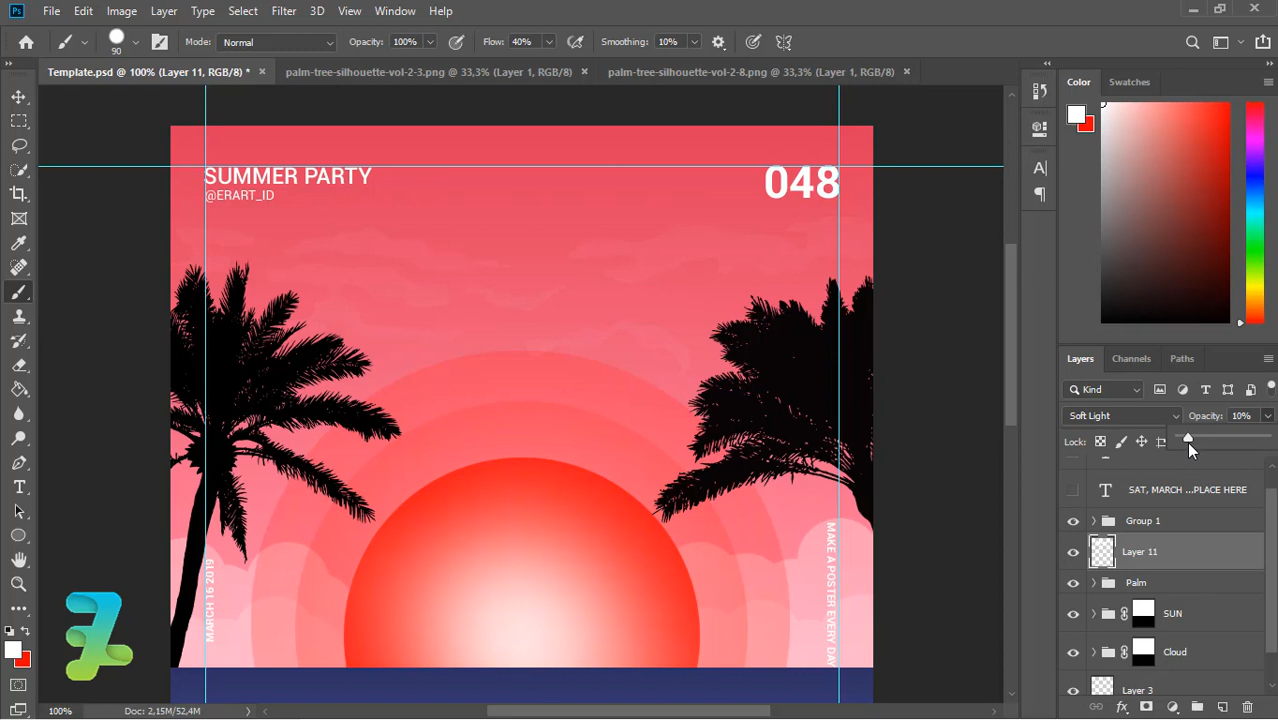 Ps File Edit Image Layer Type Select Filter 3D View Window Help
90 Mode: Normal Opacity: 100% Flow: 40% Smoothing: 10%
Template.psd @ 100% (Layer 11, RGB/8) * palm-tree-silhouette-vol-2-3.png @ 33,3% (Layer 1, RGB/8) palm-tree-silhouette-vol-2-8.png @ 33,3% (Layer 1, RGB/8)
SUMMER PARTY
@ERART_ID
048
MARCH 16 2019
MAKE A POSTER EVERY DAY
Color Swatches
Layers Channels Paths
Kind
Soft Light Opacity: 10%
Lock:
SAT, MARCH ...PLACE HERE
Group 1
Layer 11
Palm
SUN
Cloud
Layer 3
100% Doc: 2,15M/52,4M